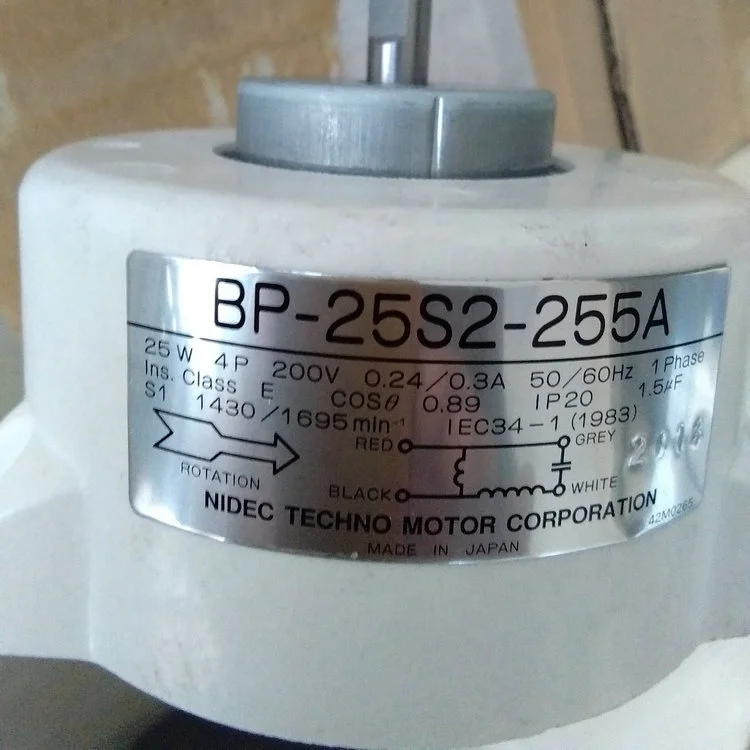 BP-25S2-255A
25W 4P 200V 0.24/0.3A 50/60Hz 1Phase
Ins. Class E COSθ 0.89 IP20 1.5μF
S1 1430/1695min⁻¹ IEC34-1 (1983)
RED GREY
ROTATION BLACK WHITE
NIDEC TECHNO MOTOR CORPORATION
42M0265
MADE IN JAPAN